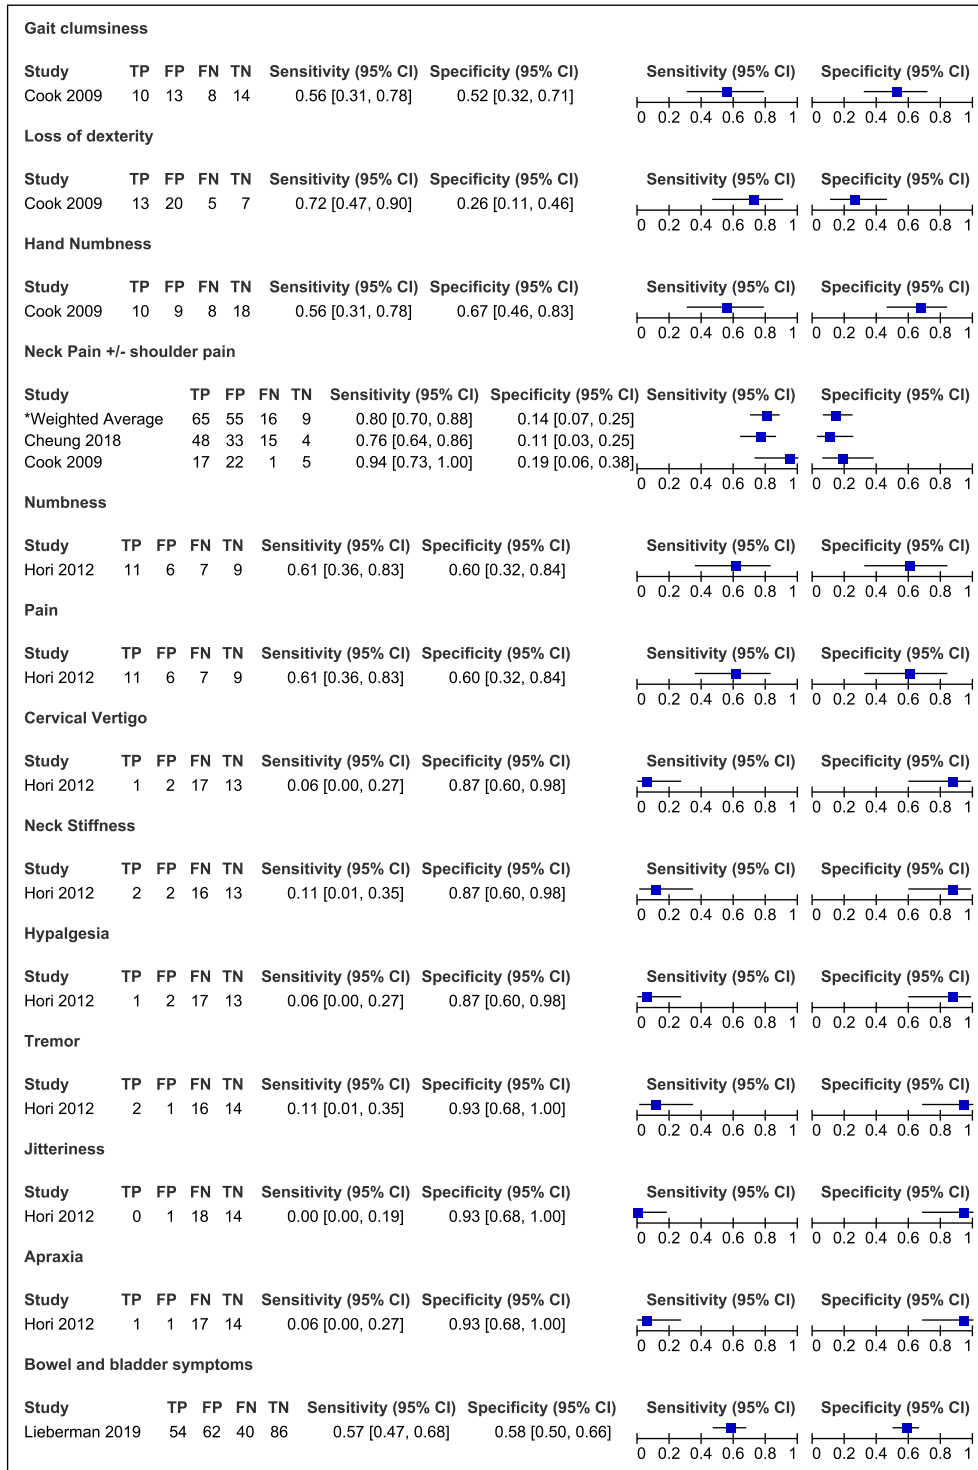 Gait clumsiness
Study TP FP FN TN Sensitivity (95% CI) Specificity (95% CI) Sensitivity (95% CI) Specificity (95% CI)
Cook 2009 10 13 8 14 0.56 [0.31, 0.78] 0.52 [0.32, 0.71]
0 0.2 0.4 0.6 0.8 1 0 0.2 0.4 0.6 0.8 1
Loss of dexterity
Study TP FP FN TN Sensitivity (95% CI) Specificity (95% CI) Sensitivity (95% CI) Specificity (95% CI)
Cook 2009 13 20 5 7 0.72 [0.47, 0.90] 0.26 [0.11, 0.46]
0 0.2 0.4 0.6 0.8 1 0 0.2 0.4 0.6 0.8 1
Hand Numbness
Study TP FP FN TN Sensitivity (95% CI) Specificity (95% CI) Sensitivity (95% CI) Specificity (95% CI)
Cook 2009 10 9 8 18 0.56 [0.31, 0.78] 0.67 [0.46, 0.83]
0 0.2 0.4 0.6 0.8 1 0 0.2 0.4 0.6 0.8 1
Neck Pain +/- shoulder pain
Study TP FP FN TN Sensitivity (95% CI) Specificity (95% CI) Sensitivity (95% CI) Specificity (95% CI)
*Weighted Average 65 55 16 9 0.80 [0.70, 0.88] 0.14 [0.07, 0.25]
Cheung 2018 48 33 15 4 0.76 [0.64, 0.86] 0.11 [0.03, 0.25]
Cook 2009 17 22 1 5 0.94 [0.73, 1.00] 0.19 [0.06, 0.38]
0 0.2 0.4 0.6 0.8 1 0 0.2 0.4 0.6 0.8 1
Numbness
Study TP FP FN TN Sensitivity (95% CI) Specificity (95% CI) Sensitivity (95% CI) Specificity (95% CI)
Hori 2012 11 6 7 9 0.61 [0.36, 0.83] 0.60 [0.32, 0.84]
0 0.2 0.4 0.6 0.8 1 0 0.2 0.4 0.6 0.8 1
Pain
Study TP FP FN TN Sensitivity (95% CI) Specificity (95% CI) Sensitivity (95% CI) Specificity (95% CI)
Hori 2012 11 6 7 9 0.61 [0.36, 0.83] 0.60 [0.32, 0.84]
0 0.2 0.4 0.6 0.8 1 0 0.2 0.4 0.6 0.8 1
Cervical Vertigo
Study TP FP FN TN Sensitivity (95% CI) Specificity (95% CI) Sensitivity (95% CI) Specificity (95% CI)
Hori 2012 1 2 17 13 0.06 [0.00, 0.27] 0.87 [0.60, 0.98]
0 0.2 0.4 0.6 0.8 1 0 0.2 0.4 0.6 0.8 1
Neck Stiffness
Study TP FP FN TN Sensitivity (95% CI) Specificity (95% CI) Sensitivity (95% CI) Specificity (95% CI)
Hori 2012 2 2 16 13 0.11 [0.01, 0.35] 0.87 [0.60, 0.98]
0 0.2 0.4 0.6 0.8 1 0 0.2 0.4 0.6 0.8 1
Hypalgesia
Study TP FP FN TN Sensitivity (95% CI) Specificity (95% CI) Sensitivity (95% CI) Specificity (95% CI)
Hori 2012 1 2 17 13 0.06 [0.00, 0.27] 0.87 [0.60, 0.98]
0 0.2 0.4 0.6 0.8 1 0 0.2 0.4 0.6 0.8 1
Tremor
Study TP FP FN TN Sensitivity (95% CI) Specificity (95% CI) Sensitivity (95% CI) Specificity (95% CI)
Hori 2012 2 1 16 14 0.11 [0.01, 0.35] 0.93 [0.68, 1.00]
0 0.2 0.4 0.6 0.8 1 0 0.2 0.4 0.6 0.8 1
Jitteriness
Study TP FP FN TN Sensitivity (95% CI) Specificity (95% CI) Sensitivity (95% CI) Specificity (95% CI)
Hori 2012 0 1 18 14 0.00 [0.00, 0.19] 0.93 [0.68, 1.00]
0 0.2 0.4 0.6 0.8 1 0 0.2 0.4 0.6 0.8 1
Apraxia
Study TP FP FN TN Sensitivity (95% CI) Specificity (95% CI) Sensitivity (95% CI) Specificity (95% CI)
Hori 2012 1 1 17 14 0.06 [0.00, 0.27] 0.93 [0.68, 1.00]
0 0.2 0.4 0.6 0.8 1 0 0.2 0.4 0.6 0.8 1
Bowel and bladder symptoms
Study TP FP FN TN Sensitivity (95% CI) Specificity (95% CI) Sensitivity (95% CI) Specificity (95% CI)
Lieberman 2019 54 62 40 86 0.57 [0.47, 0.68] 0.58 [0.50, 0.66]
0 0.2 0.4 0.6 0.8 1 0 0.2 0.4 0.6 0.8 1